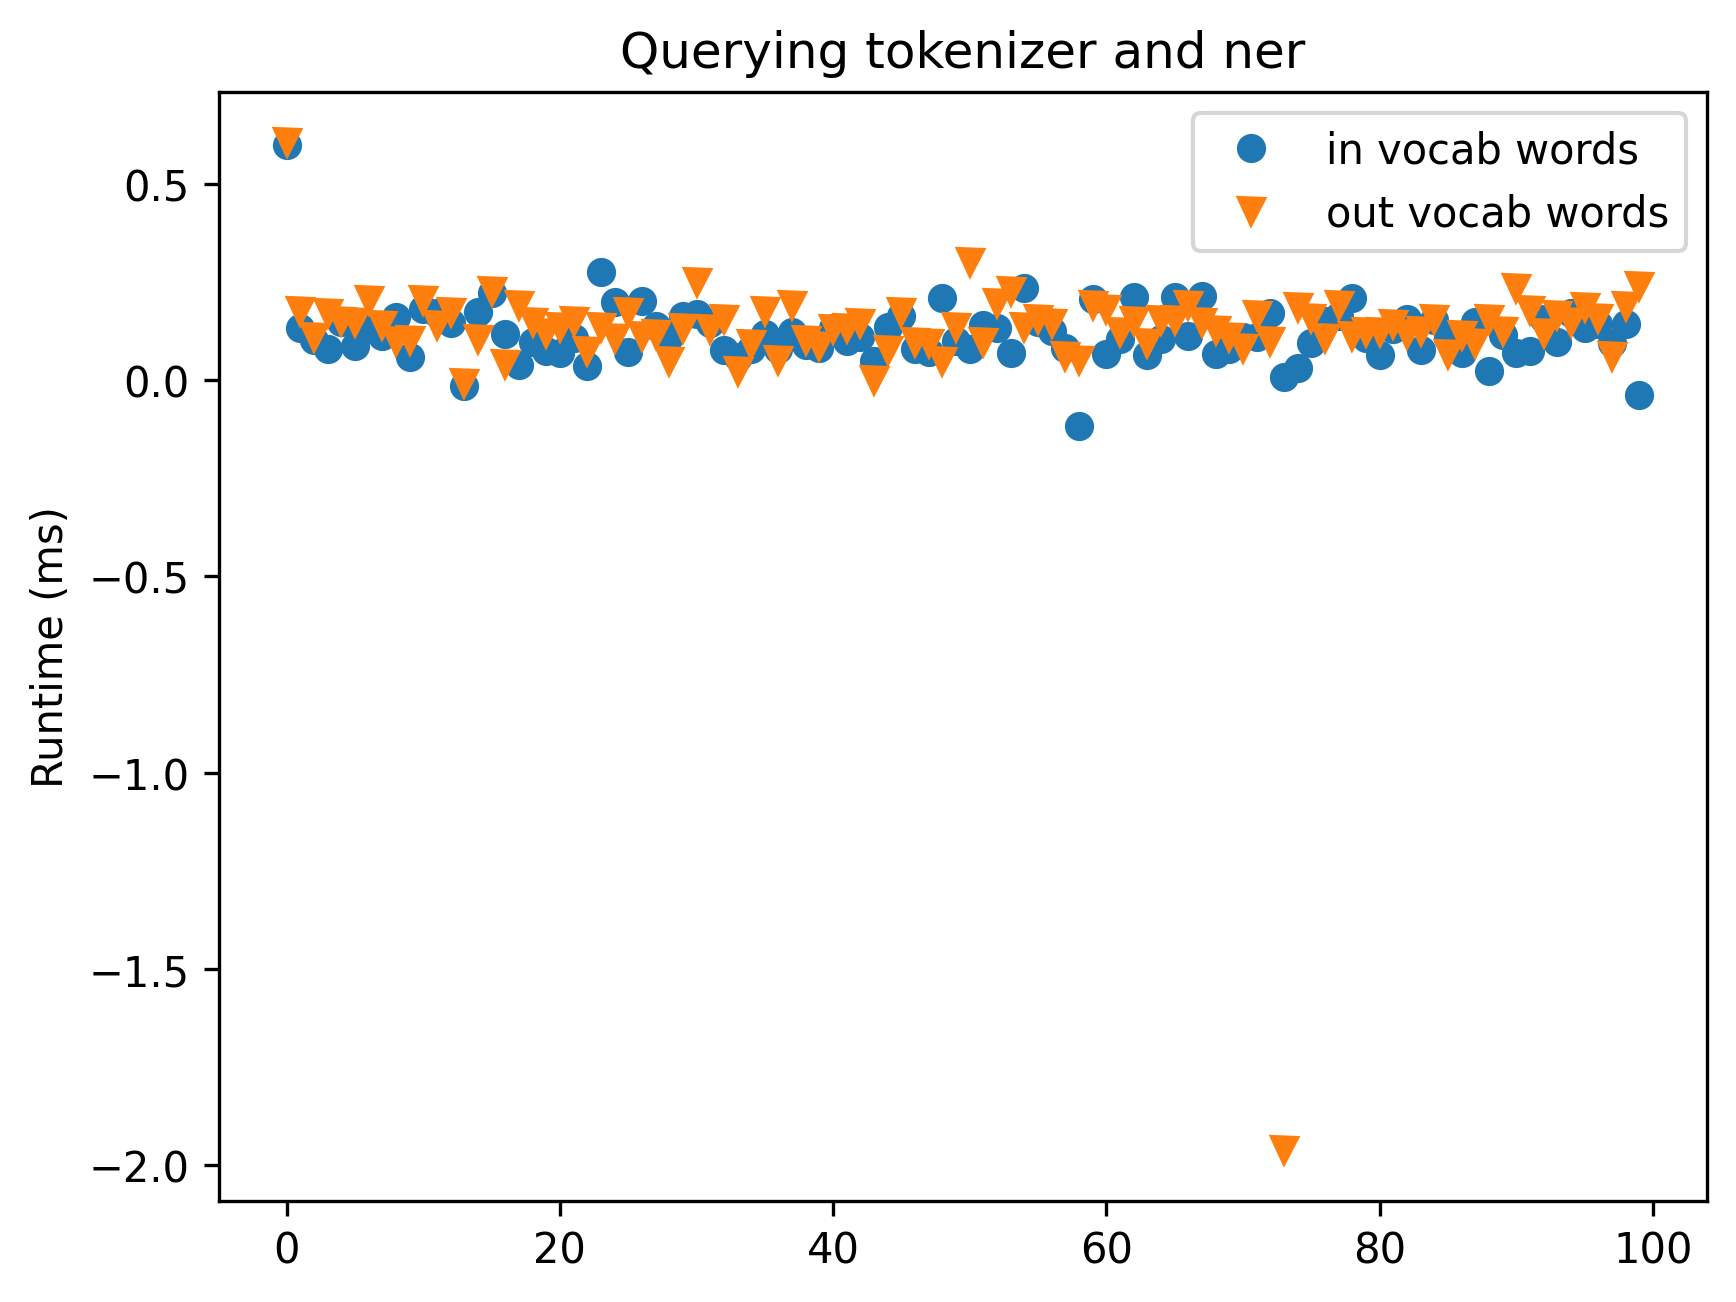 Querying tokenizer and ner
in vocab words
out vocab words
Runtime (ms)
0.5
0.0
−0.5
−1.0
−1.5
−2.0
0 20 40 60 80 100